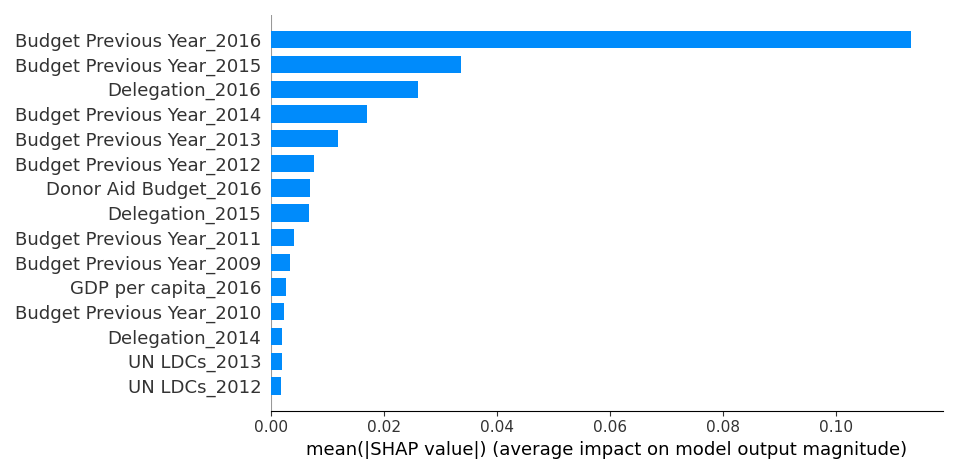 Budget Previous Year_2016
Budget Previous Year_2015
Delegation_2016
Budget Previous Year_2014
Budget Previous Year_2013
Budget Previous Year_2012
Donor Aid Budget_2016
Delegation_2015
Budget Previous Year_2011
Budget Previous Year_2009
GDP per capita_2016
Budget Previous Year_2010
Delegation_2014
UN LDCs_2013
UN LDCs_2012
0.00 0.02 0.04 0.06 0.08 0.10
mean(|SHAP value|) (average impact on model output magnitude)